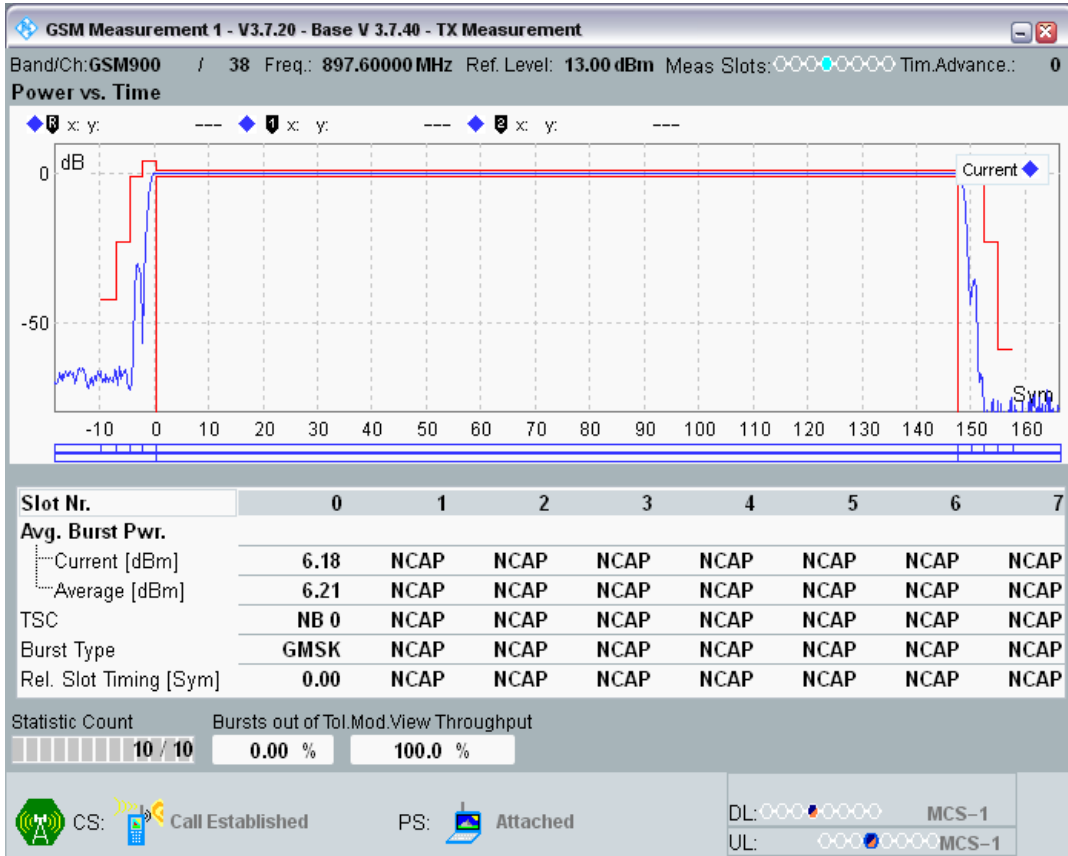 GSM Measurement 1 - V3.7.20 - Base V 3.7.40 - TX Measurement
Band/Ch:GSM900 / 38 Freq.: 897.60000 MHz Ref. Level: 13.00 dBm Meas Slots: Tim.Advance.: 0
Power vs. Time
R x: y: --- 1 x: y: --- 2 x: y: ---
dB
Current
0
-50
Sym
-10 0 10 20 30 40 50 60 70 80 90 100 110 120 130 140 150 160
Slot Nr. 0 1 2 3 4 5 6 7
Avg. Burst Pwr.
Current [dBm] 6.18 NCAP NCAP NCAP NCAP NCAP NCAP NCAP
Average [dBm] 6.21 NCAP NCAP NCAP NCAP NCAP NCAP NCAP
TSC NB 0 NCAP NCAP NCAP NCAP NCAP NCAP NCAP
Burst Type GMSK NCAP NCAP NCAP NCAP NCAP NCAP NCAP
Rel. Slot Timing [Sym] 0.00 NCAP NCAP NCAP NCAP NCAP NCAP NCAP
Statistic Count Bursts out of Tol.Mod.View Throughput
10 / 10 0.00 % 100.0 %
CS: Call Established PS: Attached
DL: MCS-1
UL: MCS-1